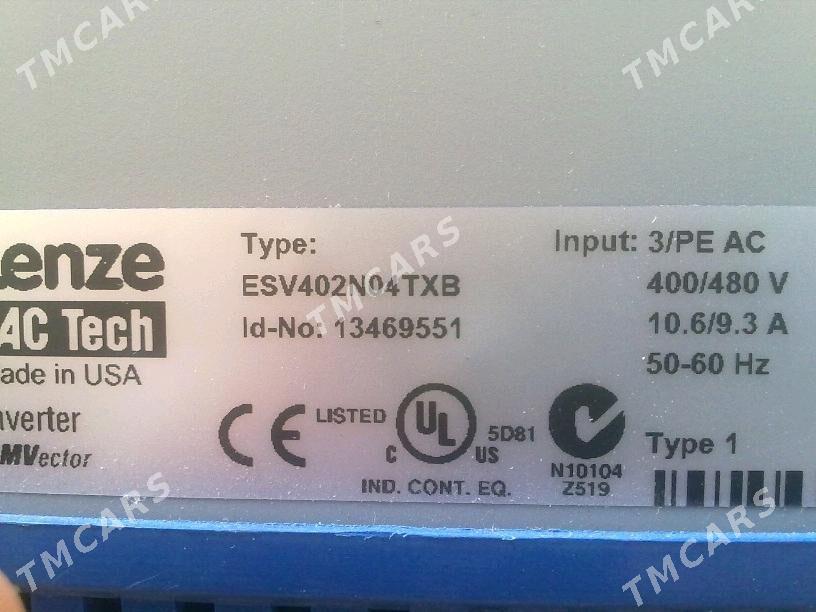 TMCARS
TMCARS
enze
AC Tech
ade in USA
verter
MVector
Type:
ESV402N04TXB
Id-No: 13469551
TMCARS
Input: 3/PE AC
400/480 V
10.6/9.3 A
50-60 Hz
CE
LISTED
UL
C
US
5D81
IND. CONT. EQ.
N10104
Z519
Type 1
TMCARS
TMCARS